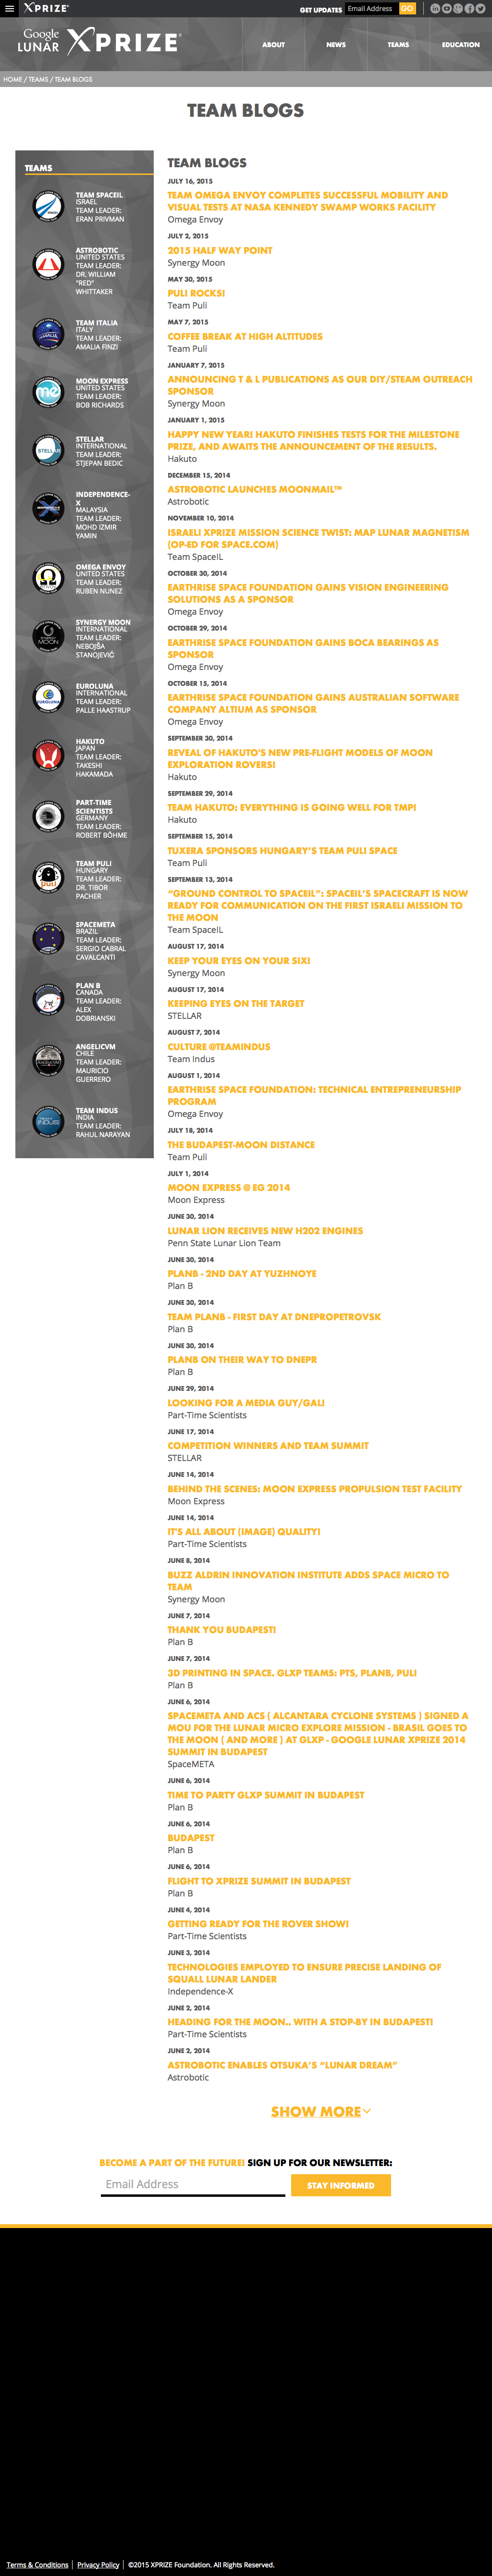 XPRIZE
GET UPDATES Email Address GO
Google
LUNAR XPRIZE
ABOUT NEWS TEAMS EDUCATION
HOME / TEAMS / TEAM BLOGS
TEAM BLOGS
TEAMS
TEAM SPACEIL
ISRAEL
TEAM LEADER:
ERAN PRIVMAN
ASTROBOTIC
UNITED STATES
TEAM LEADER:
DR. WILLIAM
"RED"
WHITTAKER
TEAM ITALIA
ITALY
TEAM LEADER:
AMALIA FINZI
MOON EXPRESS
UNITED STATES
TEAM LEADER:
BOB RICHARDS
STELLAR
INTERNATIONAL
TEAM LEADER:
STJEPAN BEDIC
INDEPENDENCE-
X
MALAYSIA
TEAM LEADER:
MOHD IZMIR
YAMIN
OMEGA ENVOY
UNITED STATES
TEAM LEADER:
RUBEN NUNEZ
SYNERGY MOON
INTERNATIONAL
TEAM LEADER:
NEBOJŠA
STANOJEVIĆ
EUROLUNA
INTERNATIONAL
TEAM LEADER:
PALLE HAASTRUP
HAKUTO
JAPAN
TEAM LEADER:
TAKESHI
HAKAMADA
PART-TIME
SCIENTISTS
GERMANY
TEAM LEADER:
ROBERT BÖHME
TEAM PULI
HUNGARY
TEAM LEADER:
DR. TIBOR
PACHER
SPACEMETA
BRAZIL
TEAM LEADER:
SERGIO CABRAL
CAVALCANTI
PLAN B
CANADA
TEAM LEADER:
ALEX
DOBRIANSKI
ANGELICVM
CHILE
TEAM LEADER:
MAURICIO
GUERRERO
TEAM INDUS
INDIA
TEAM LEADER:
RAHUL NARAYAN
TEAM BLOGS
JULY 16, 2015
TEAM OMEGA ENVOY COMPLETES SUCCESSFUL MOBILITY AND
VISUAL TESTS AT NASA KENNEDY SWAMP WORKS FACILITY
Omega Envoy
JULY 2, 2015
2015 HALF WAY POINT
Synergy Moon
MAY 30, 2015
PULI ROCKS!
Team Puli
MAY 7, 2015
COFFEE BREAK AT HIGH ALTITUDES
Team Puli
JANUARY 7, 2015
ANNOUNCING T & L PUBLICATIONS AS OUR DIY/STEAM OUTREACH
SPONSOR
Synergy Moon
JANUARY 1, 2015
HAPPY NEW YEAR! HAKUTO FINISHES TESTS FOR THE MILESTONE
PRIZE, AND AWAITS THE ANNOUNCEMENT OF THE RESULTS.
Hakuto
DECEMBER 15, 2014
ASTROBOTIC LAUNCHES MOONMAIL™
Astrobotic
NOVEMBER 10, 2014
ISRAELI XPRIZE MISSION SCIENCE TWIST: MAP LUNAR MAGNETISM
(OP-ED FOR SPACE.COM)
Team SpaceIL
OCTOBER 30, 2014
EARTHRISE SPACE FOUNDATION GAINS VISION ENGINEERING
SOLUTIONS AS A SPONSOR
Omega Envoy
OCTOBER 29, 2014
EARTHRISE SPACE FOUNDATION GAINS BOCA BEARINGS AS
SPONSOR
Omega Envoy
OCTOBER 15, 2014
EARTHRISE SPACE FOUNDATION GAINS AUSTRALIAN SOFTWARE
COMPANY ALTIUM AS SPONSOR
Omega Envoy
SEPTEMBER 30, 2014
REVEAL OF HAKUTO'S NEW PRE-FLIGHT MODELS OF MOON
EXPLORATION ROVERS!
Hakuto
SEPTEMBER 29, 2014
TEAM HAKUTO: EVERYTHING IS GOING WELL FOR TMP!
Hakuto
SEPTEMBER 15, 2014
TUXERA SPONSORS HUNGARY’S TEAM PULI SPACE
Team Puli
SEPTEMBER 13, 2014
“GROUND CONTROL TO SPACEIL”: SPACEIL’S SPACECRAFT IS NOW
READY FOR COMMUNICATION ON THE FIRST ISRAELI MISSION TO
THE MOON
Team SpaceIL
AUGUST 17, 2014
KEEP YOUR EYES ON YOUR SIX!
Synergy Moon
AUGUST 17, 2014
KEEPING EYES ON THE TARGET
STELLAR
AUGUST 7, 2014
CULTURE @TEAMINDUS
Team Indus
AUGUST 1, 2014
EARTHRISE SPACE FOUNDATION: TECHNICAL ENTREPRENEURSHIP
PROGRAM
Omega Envoy
JULY 18, 2014
THE BUDAPEST-MOON DISTANCE
Team Puli
JULY 1, 2014
MOON EXPRESS @ EG 2014
Moon Express
JUNE 30, 2014
LUNAR LION RECEIVES NEW H202 ENGINES
Penn State Lunar Lion Team
JUNE 30, 2014
PLANB - 2ND DAY AT YUZHNOYE
Plan B
JUNE 30, 2014
TEAM PLANB - FIRST DAY AT DNEPROPETROVSK
Plan B
JUNE 30, 2014
PLANB ON THEIR WAY TO DNEPR
Plan B
JUNE 29, 2014
LOOKING FOR A MEDIA GUY/GAL!
Part-Time Scientists
JUNE 17, 2014
COMPETITION WINNERS AND TEAM SUMMIT
STELLAR
JUNE 14, 2014
BEHIND THE SCENES: MOON EXPRESS PROPULSION TEST FACILITY
Moon Express
JUNE 14, 2014
IT'S ALL ABOUT (IMAGE) QUALITY!
Part-Time Scientists
JUNE 8, 2014
BUZZ ALDRIN INNOVATION INSTITUTE ADDS SPACE MICRO TO
TEAM
Synergy Moon
JUNE 7, 2014
THANK YOU BUDAPEST!
Plan B
JUNE 7, 2014
3D PRINTING IN SPACE. GLXP TEAMS: PTS, PLANB, PULI
Plan B
JUNE 6, 2014
SPACEMETA AND ACS ( ALCANTARA CYCLONE SYSTEMS ) SIGNED A
MOU FOR THE LUNAR MICRO EXPLORE MISSION - BRASIL GOES TO
THE MOON ( AND MORE ) AT GLXP - GOOGLE LUNAR XPRIZE 2014
SUMMIT IN BUDAPEST
SpaceMETA
JUNE 6, 2014
TIME TO PARTY GLXP SUMMIT IN BUDAPEST
Plan B
JUNE 6, 2014
BUDAPEST
Plan B
JUNE 6, 2014
FLIGHT TO XPRIZE SUMMIT IN BUDAPEST
Plan B
JUNE 4, 2014
GETTING READY FOR THE ROVER SHOW!
Part-Time Scientists
JUNE 3, 2014
TECHNOLOGIES EMPLOYED TO ENSURE PRECISE LANDING OF
SQUALL LUNAR LANDER
Independence-X
JUNE 2, 2014
HEADING FOR THE MOON.. WITH A STOP-BY IN BUDAPEST!
Part-Time Scientists
JUNE 2, 2014
ASTROBOTIC ENABLES OTSUKA’S “LUNAR DREAM”
Astrobotic
SHOW MORE
BECOME A PART OF THE FUTURE! SIGN UP FOR OUR NEWSLETTER:
Email Address STAY INFORMED
Terms & Conditions Privacy Policy ©2015 XPRIZE Foundation. All Rights Reserved.